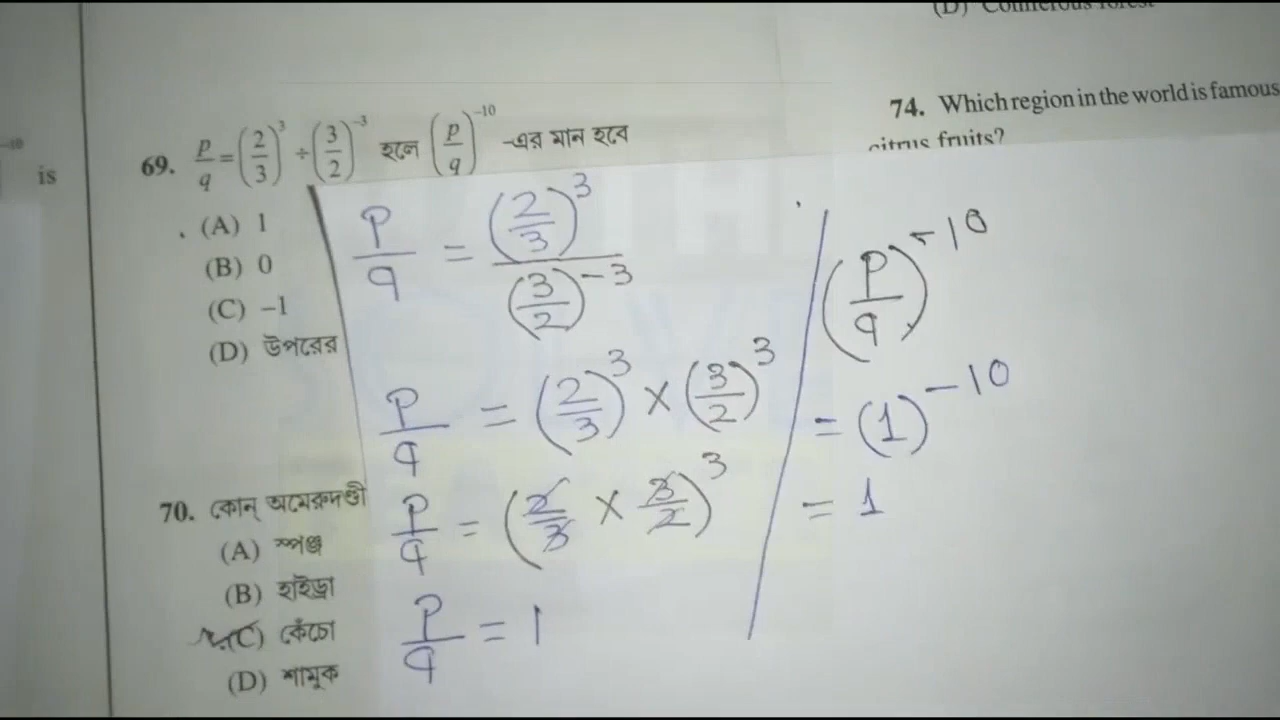 (D) Coniferous forest
is
69. p/q = (2/3)^3 ÷ (3/2)^-3 হলে (p/q)^-10 -এর মান হবে
(A) 1
(B) 0
(C) –1
(D) উপরের
P/q = (2/3)^3 / (3/2)^-3
P/q = (2/3)^3 × (3/2)^3
P/q = (2/3 × 3/2)^3
P/q = 1
(P/q)^-10
= (1)^-10
= 1
70. কোন্ অমেরুদণ্ডী
(A) স্পঞ্জ
(B) হাইড্রা
(C) কেঁচো
(D) শামুক
74. Which region in the world is famous
citrus fruits?